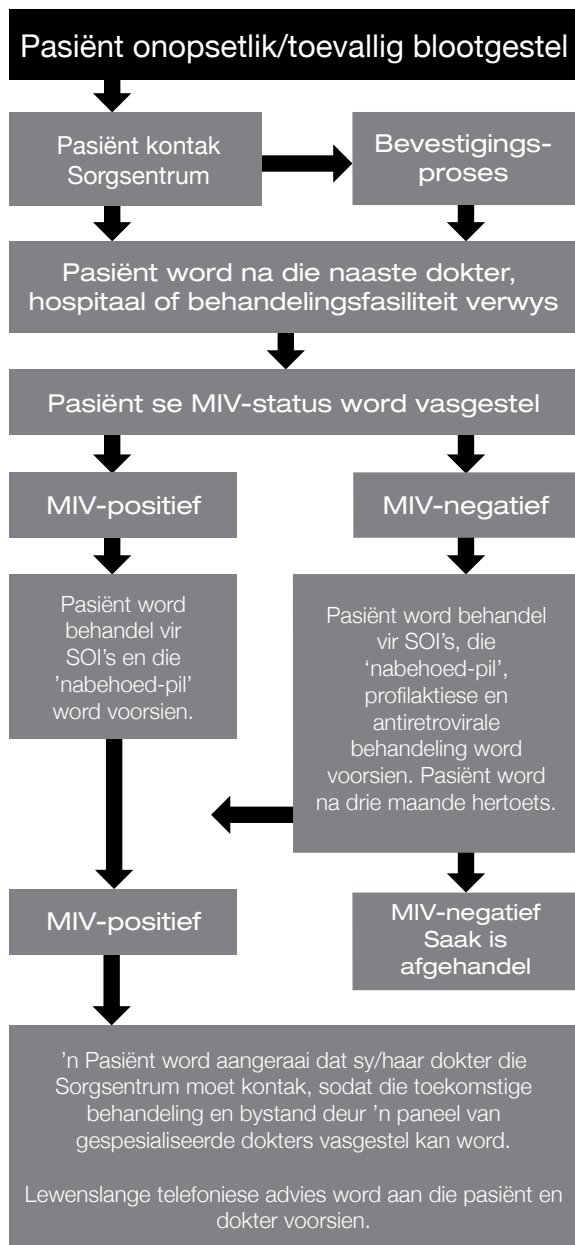 Pasiënt onopsetlik/toevallig blootgestel
Pasiënt kontak
Sorgsentrum
Bevestigings-
proses
Pasiënt word na die naaste dokter,
hospitaal of behandelingsfasiliteit verwys
Pasiënt se MIV-status word vasgestel
MIV-positief
MIV-negatief
Pasiënt word
behandel vir
SOI’s en die
’nabehoed-pil’
word voorsien.
Pasiënt word behandel
vir SOI’s, die
‘nabehoed-pil’,
profilaktiese en
antiretrovirale
behandeling word
voorsien. Pasiënt word
na drie maande hertoets.
MIV-positief
MIV-negatief
Saak is
afgehandel
’n Pasiënt word aangeraai dat sy/haar dokter die
Sorgsentrum moet kontak, sodat die toekomstige
behandeling en bystand deur ’n paneel van
gespesialiseerde dokters vasgestel kan word.
Lewenslange telefoniese advies word aan die pasiënt en
dokter voorsien.